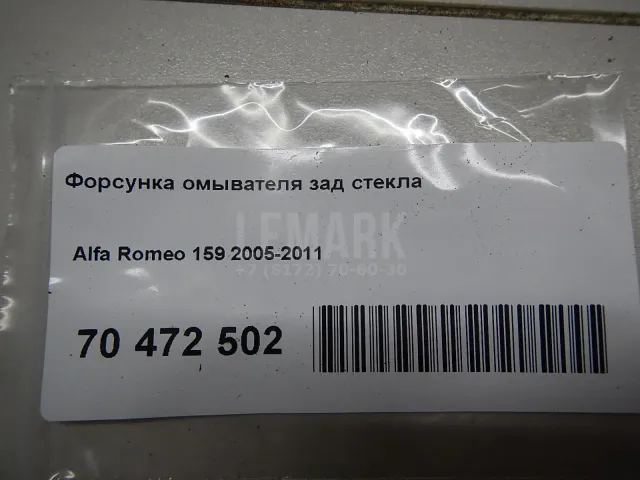 Форсунка омывателя зад стекла
LEMARK
Alfa Romeo 159 2005-2011
+7 (8172) 70-60-30
70 472 502